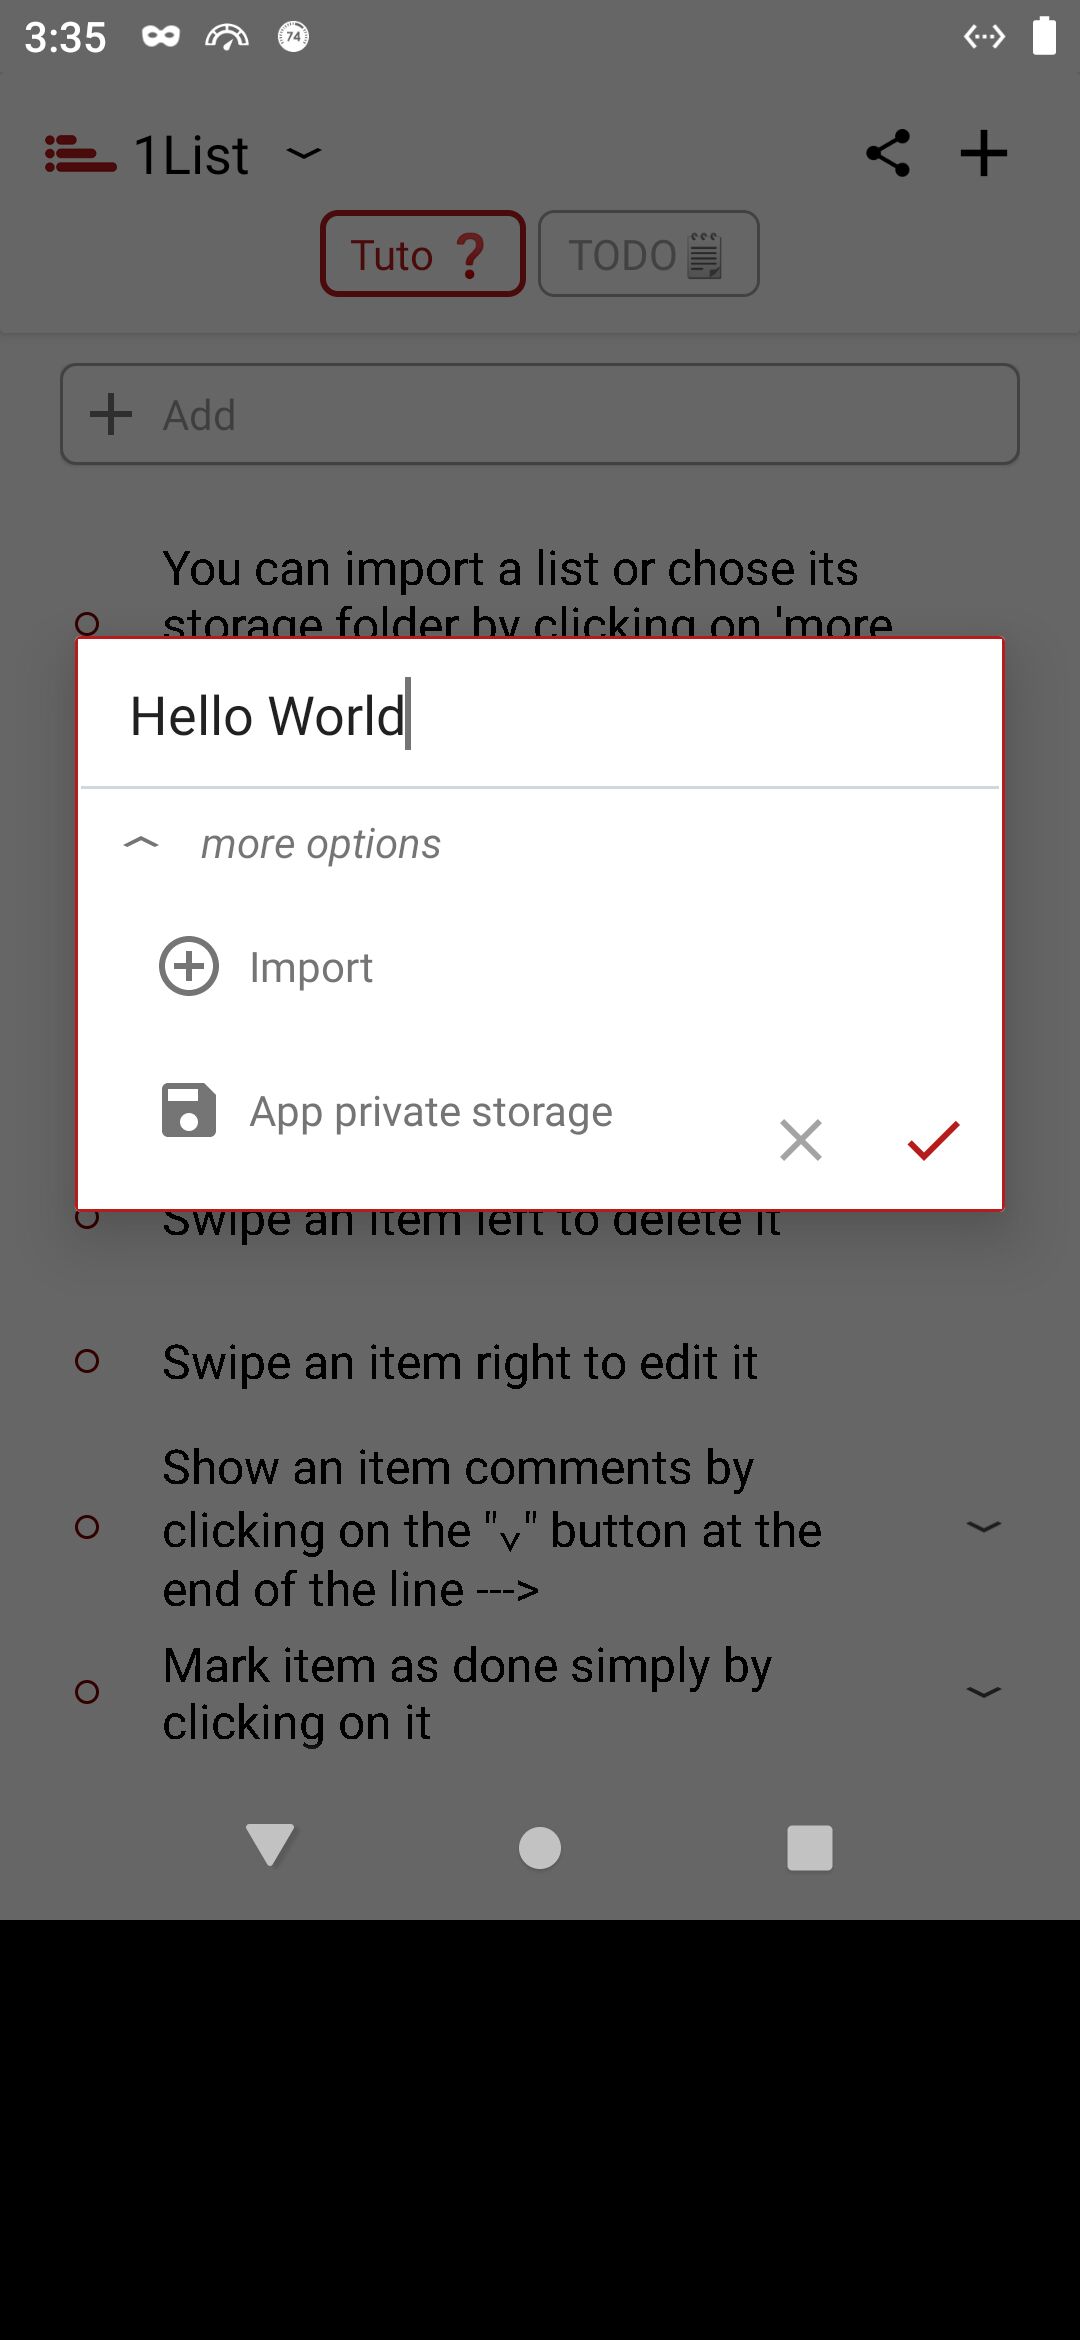 3:35
74
1List
Tuto ❓
TODO
Add
You can import a list or chose its
storage folder by clicking on 'more
Hello World
more options
Import
App private storage
Swipe an item left to delete it
Swipe an item right to edit it
Show an item comments by
clicking on the "˅" button at the
end of the line --->
Mark item as done simply by
clicking on it